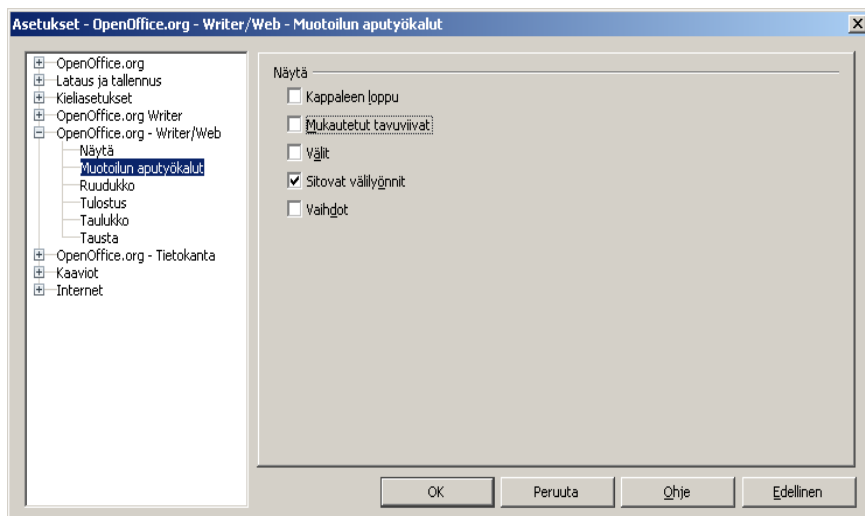 Asetukset - OpenOffice.org - Writer/Web - Muotoilun aputyökalut
OpenOffice.org
Lataus ja tallennus
Kieliasetukset
OpenOffice.org Writer
OpenOffice.org - Writer/Web
Näytä
Muotoilun aputyökalut
Ruudukko
Tulostus
Taulukko
Tausta
OpenOffice.org - Tietokanta
Kaaviot
Internet
Näytä
Kappaleen loppu
Mukautetut tavuviivat
Välit
Sitovat välilyönnit
Vaihdot
OK
Peruuta
Ohje
Edellinen